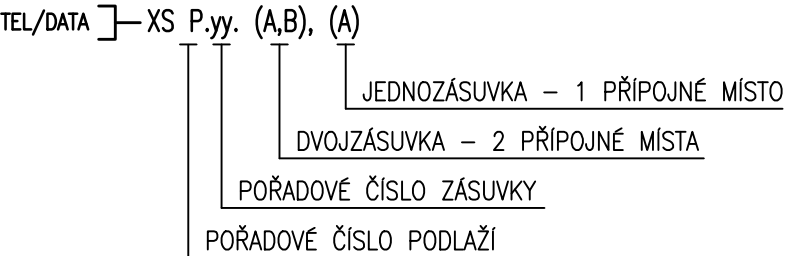 TEL/DATA XS P.yy. (A,B), (A)
JEDNOZÁSUVKA – 1 PŘÍPOJNÉ MÍSTO
DVOJZÁSUVKA – 2 PŘÍPOJNÉ MÍSTA
POŘADOVÉ ČÍSLO ZÁSUVKY
POŘADOVÉ ČÍSLO PODLAŽÍ